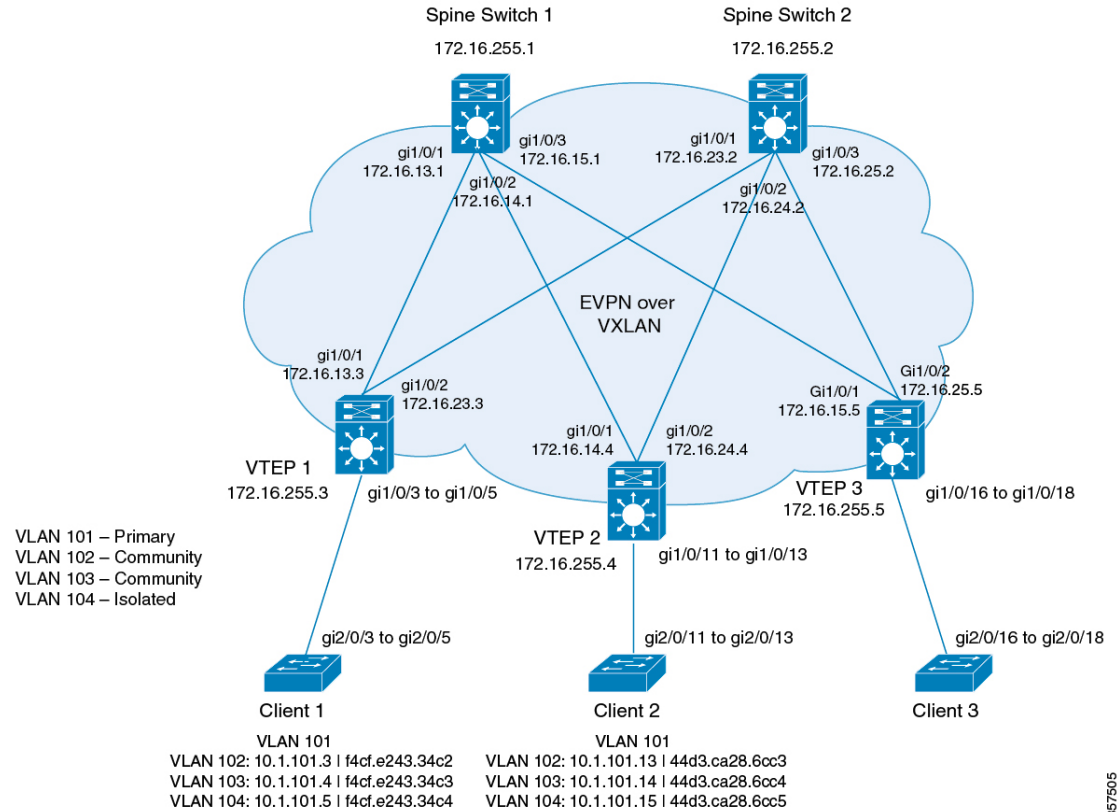 Spine Switch 1
Spine Switch 2
172.16.255.1
172.16.255.2
gi1/0/1
172.16.13.1
gi1/0/3
172.16.15.1
gi1/0/2
172.16.14.1
gi1/0/1
172.16.23.2
gi1/0/3
172.16.25.2
gi1/0/2
172.16.24.2
EVPN over
VXLAN
gi1/0/1
172.16.13.3
gi1/0/2
172.16.23.3
gi1/0/1
172.16.14.4
gi1/0/2
172.16.24.4
Gi1/0/2
172.16.25.5
Gi1/0/1
172.16.15.5
VTEP 1
172.16.255.3
gi1/0/3 to gi1/0/5
VTEP 2
172.16.255.4
gi1/0/11 to gi1/0/13
VTEP 3
172.16.255.5
gi1/0/16 to gi1/0/18
VLAN 101 – Primary
VLAN 102 – Community
VLAN 103 – Community
VLAN 104 – Isolated
gi2/0/3 to gi2/0/5
gi2/0/11 to gi2/0/13
gi2/0/16 to gi2/0/18
Client 1
Client 2
Client 3
VLAN 101
VLAN 102: 10.1.101.3 | f4cf.e243.34c2
VLAN 103: 10.1.101.4 | f4cf.e243.34c3
VLAN 104: 10.1.101.5 | f4cf.e243.34c4
VLAN 101
VLAN 102: 10.1.101.13 | 44d3.ca28.6cc3
VLAN 103: 10.1.101.14 | 44d3.ca28.6cc4
VLAN 104: 10.1.101.15 | 44d3.ca28.6cc5